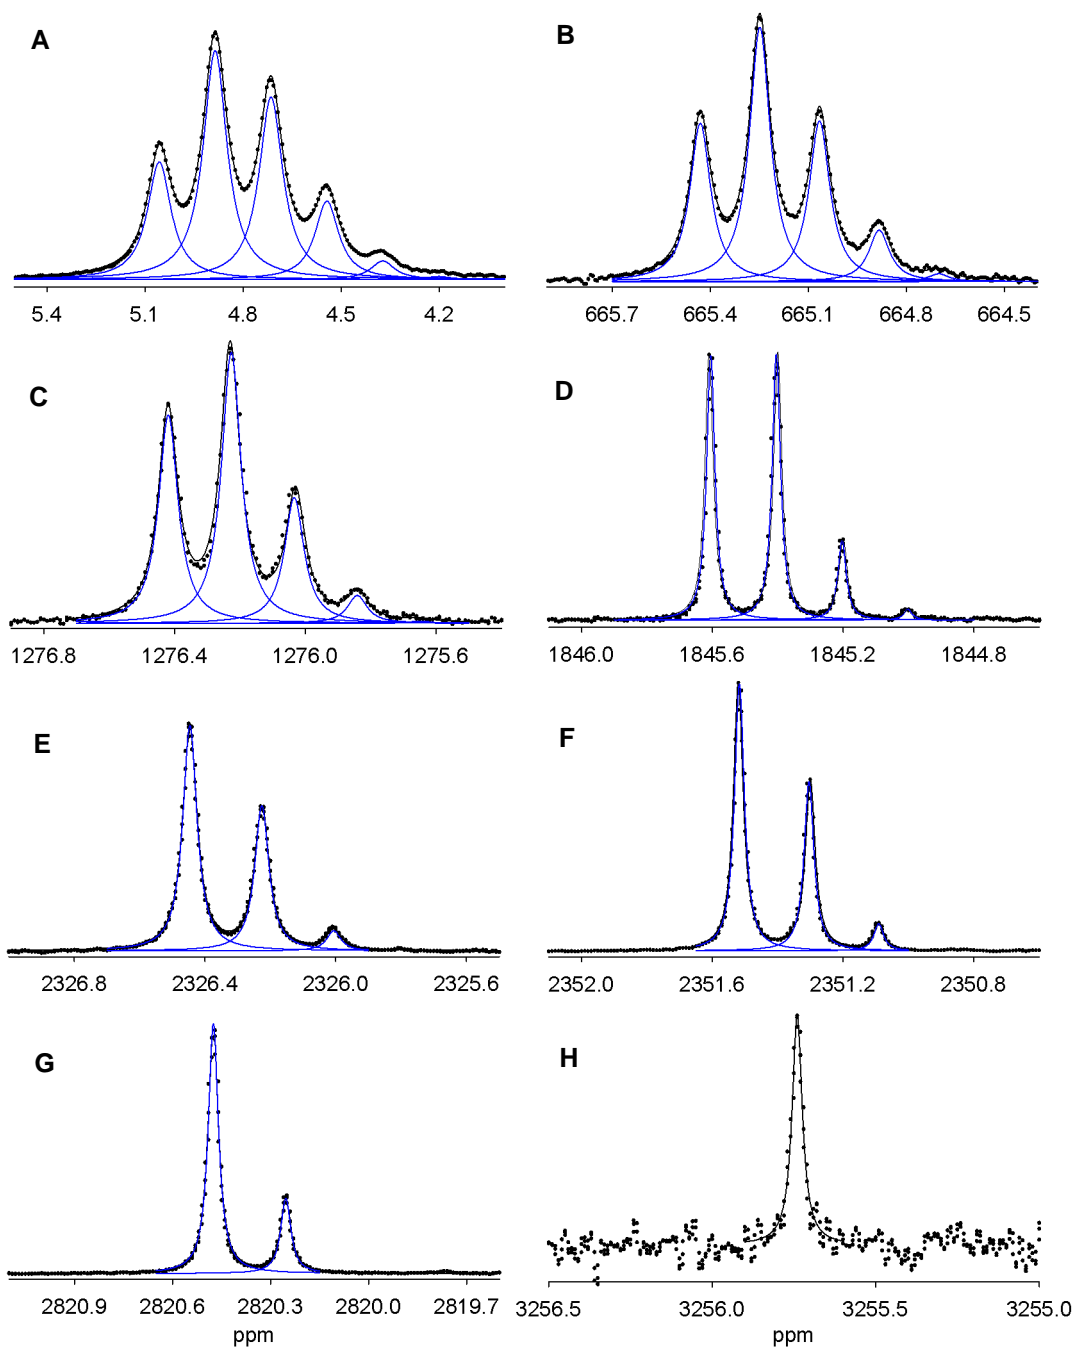 A
B
5.4 5.1 4.8 4.5 4.2
665.7 665.4 665.1 664.8 664.5
C
D
1276.8 1276.4 1276.0 1275.6
1846.0 1845.6 1845.2 1844.8
E
F
2326.8 2326.4 2326.0 2325.6
2352.0 2351.6 2351.2 2350.8
G
H
2820.9 2820.6 2820.3 2820.0 2819.7
3256.5 3256.0 3255.5 3255.0
ppm
ppm